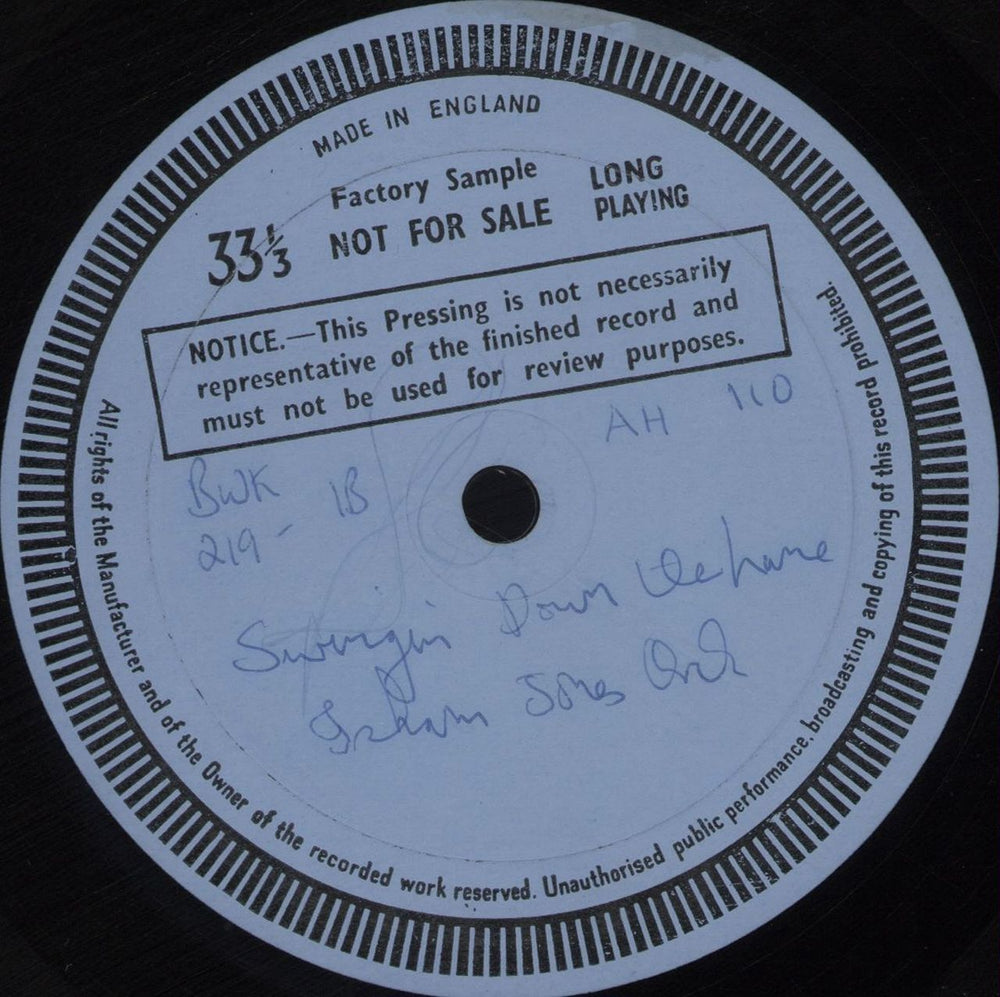 MADE IN ENGLAND
Factory Sample
NOT FOR SALE
LONG
PLAYING
33⅓
NOTICE.—This Pressing is not necessarily
representative of the finished record and
must not be used for review purposes.
AH 110
BWK 1B
219-
Swingin Down the lane
Isham Jones Orch
All rights of the Manufacturer and of the Owner of the recorded work reserved. Unauthorised public performance, broadcasting and copying of this record prohibited.